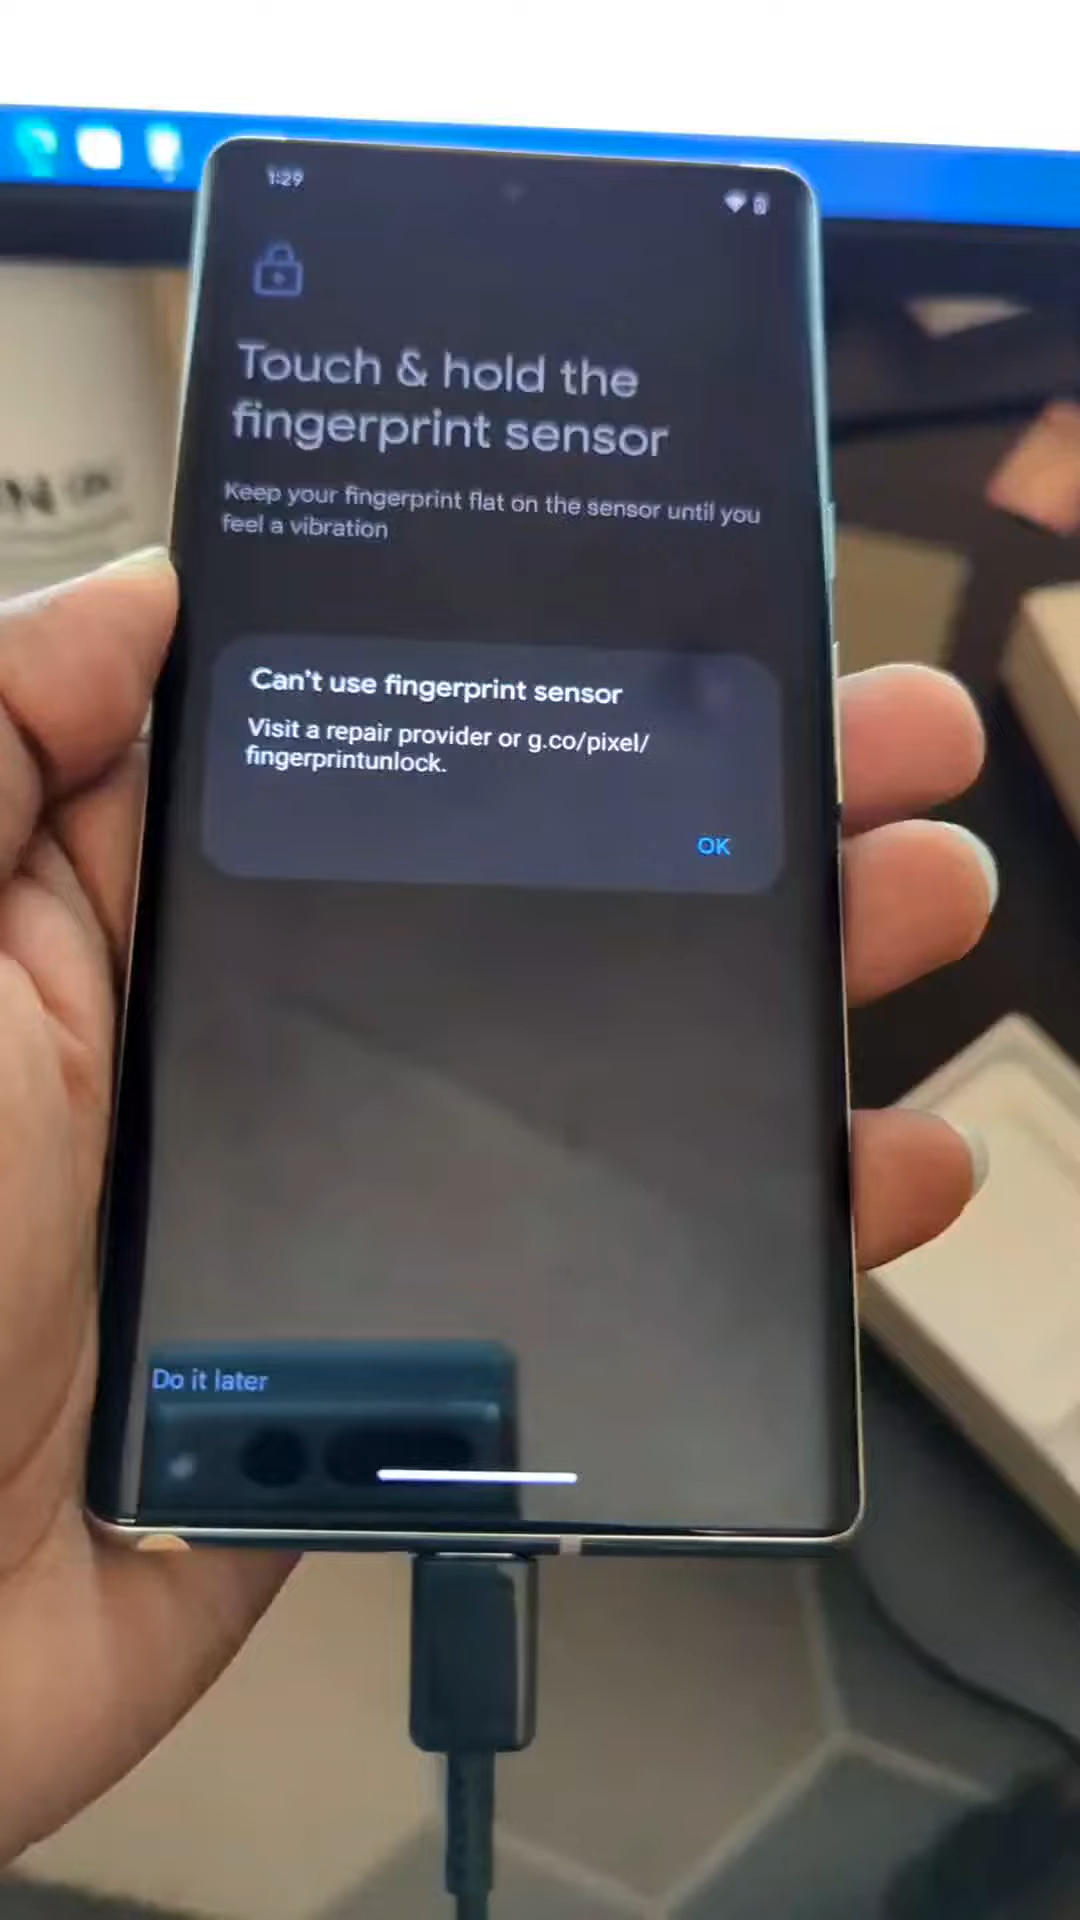 1:29
Touch & hold the
fingerprint sensor
Keep your fingerprint flat on the sensor until you
feel a vibration
Can't use fingerprint sensor
Visit a repair provider or g.co/pixel/
fingerprintunlock.
OK
Do it later